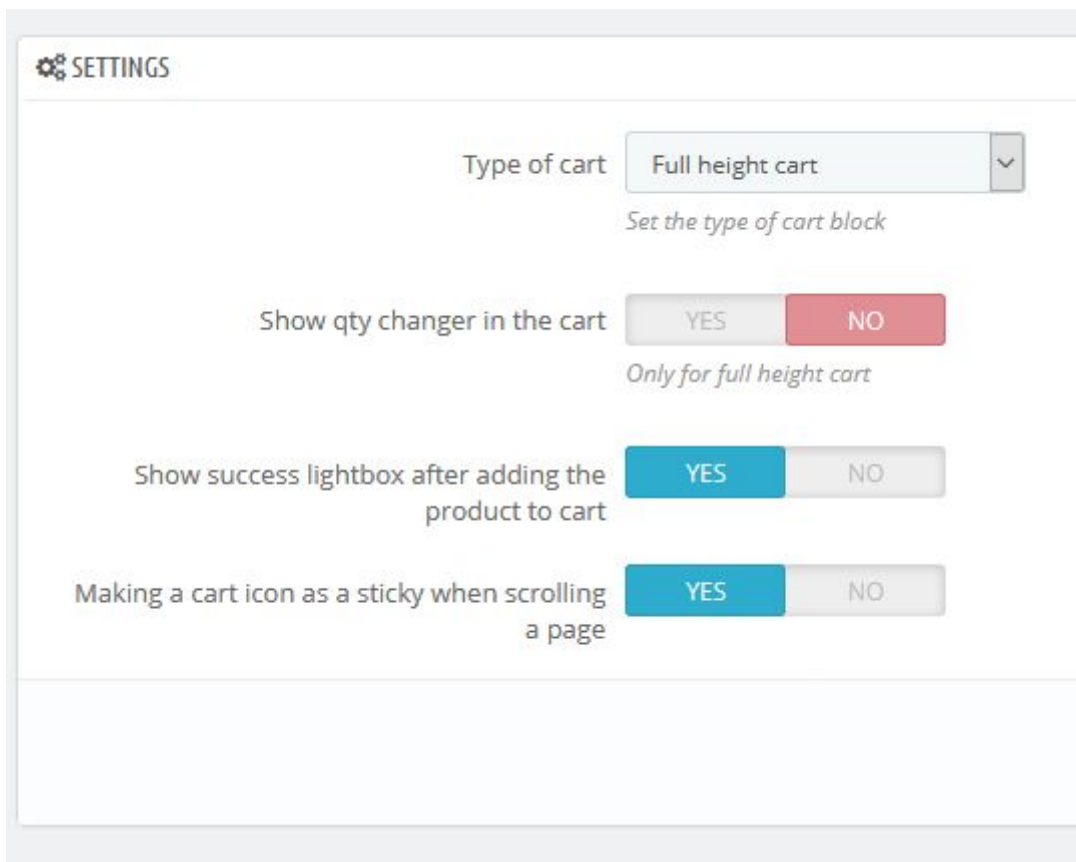 SETTINGS
Type of cart
Full height cart
Set the type of cart block
Show qty changer in the cart
YES
NO
Only for full height cart
Show success lightbox after adding the
product to cart
YES
NO
Making a cart icon as a sticky when scrolling
a page
YES
NO